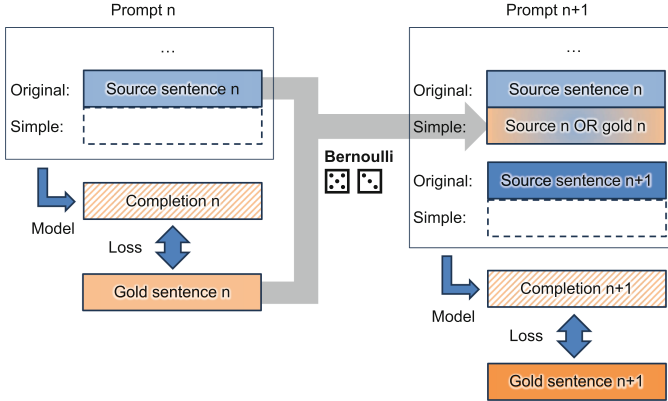 Prompt n
...
Original: Source sentence n
Simple:
Model
Completion n
Loss
Gold sentence n
Bernoulli
Prompt n+1
...
Original: Source sentence n
Simple: Source n OR gold n
Original: Source sentence n+1
Simple:
Model
Completion n+1
Loss
Gold sentence n+1